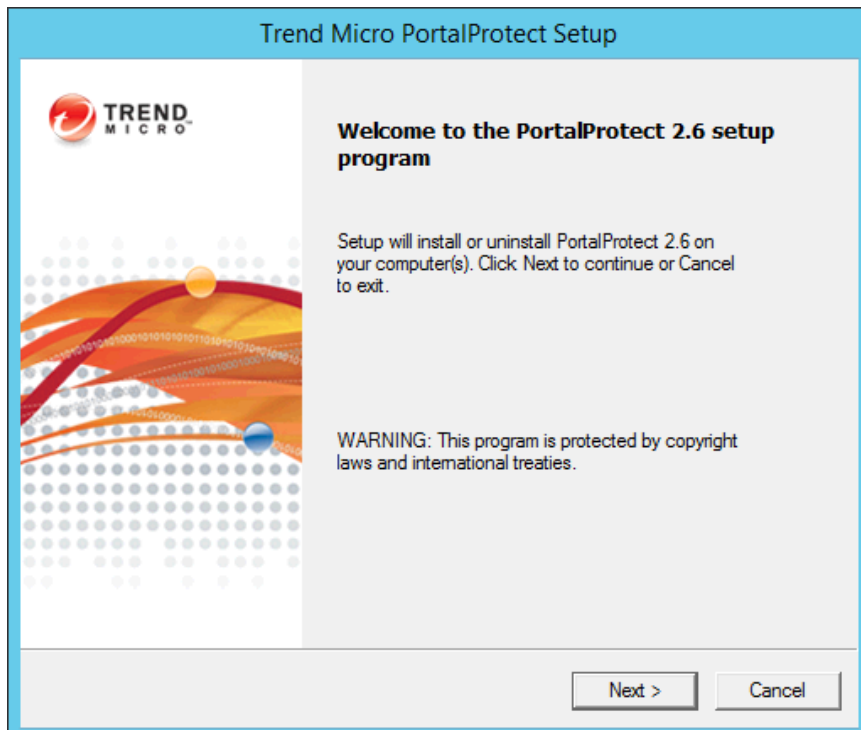 Trend Micro PortalProtect Setup
TREND
MICRO™
Welcome to the PortalProtect 2.6 setup
program
Setup will install or uninstall PortalProtect 2.6 on
your computer(s). Click Next to continue or Cancel
to exit.
WARNING: This program is protected by copyright
laws and international treaties.
Next >
Cancel